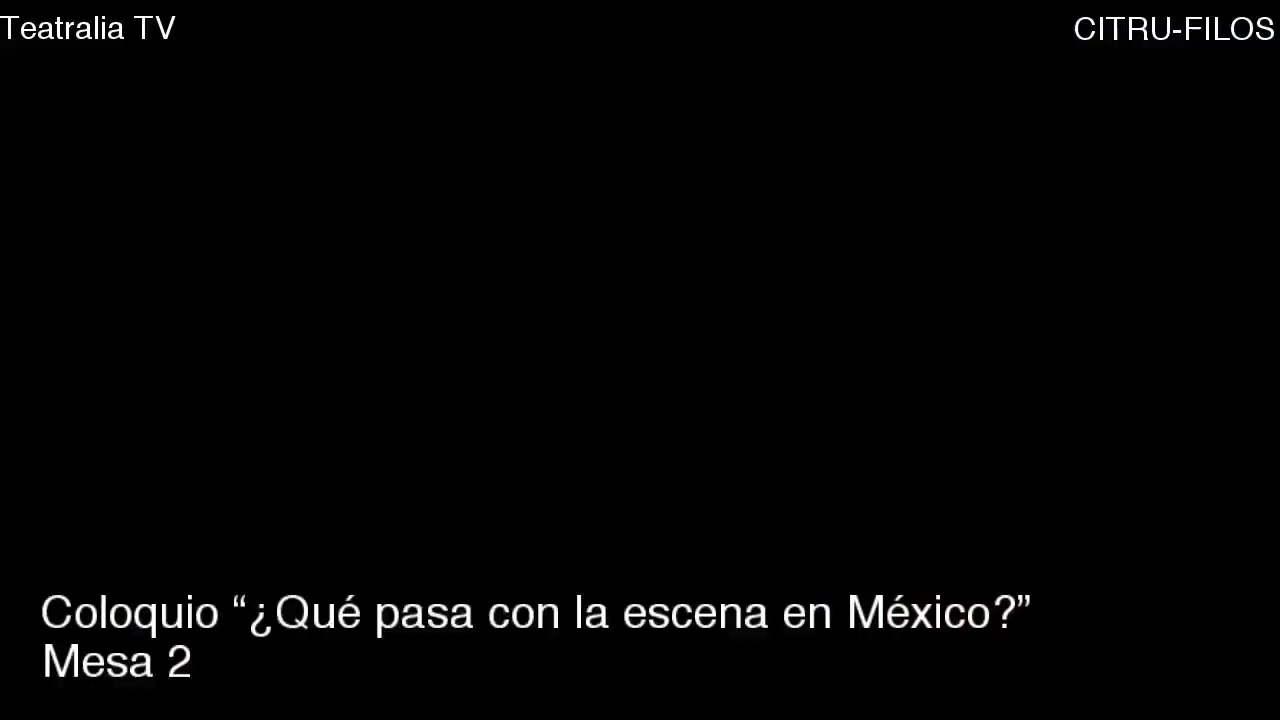 Teatralia TV
CITRU-FILOS
Coloquio “¿Qué pasa con la escena en México?”
Mesa 2